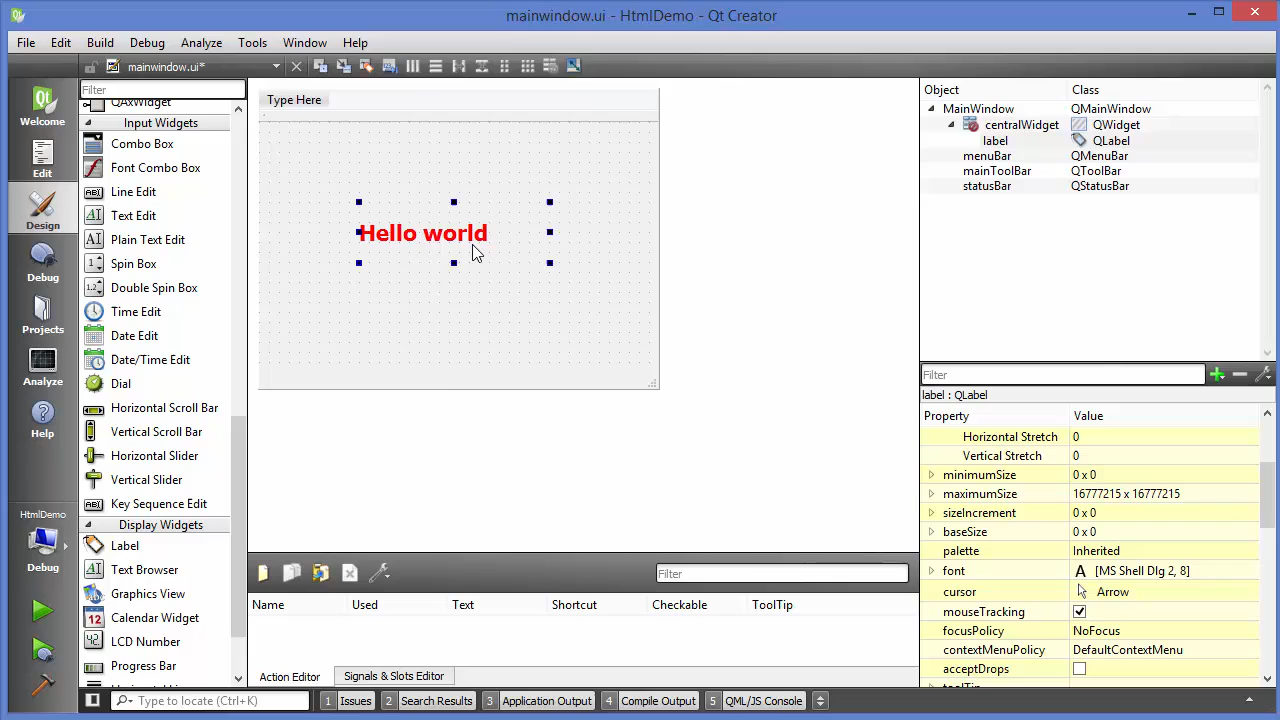 mainwindow.ui - HtmlDemo - Qt Creator
File Edit Build Debug Tools Analyze Window Help
mainwindow.ui*
Welcome
Edit
Design
Debug
Projects
Analyze
Help
HtmlDemo
Debug
Filter
QAxWidget
Input Widgets
Combo Box
Font Combo Box
Line Edit
Text Edit
Plain Text Edit
Spin Box
Double Spin Box
Time Edit
Date Edit
Date/Time Edit
Dial
Horizontal Scroll Bar
Vertical Scroll Bar
Horizontal Slider
Vertical Slider
Key Sequence Edit
Display Widgets
Label
Text Browser
Graphics View
Calendar Widget
LCD Number
Progress Bar
Type Here
Hello world
Filter
Name Used Text Shortcut Checkable ToolTip
Action Editor Signals & Slots Editor
Object Class
MainWindow QMainWindow
centralWidget QWidget
label QLabel
menuBar QMenuBar
mainToolBar QToolBar
statusBar QStatusBar
Filter
label : QLabel
Property Value
Horizontal Stretch 0
Vertical Stretch 0
minimumSize 0 x 0
maximumSize 16777215 x 16777215
sizeIncrement 0 x 0
baseSize 0 x 0
palette Inherited
font A [MS Shell Dlg 2, 8]
cursor Arrow
mouseTracking
focusPolicy NoFocus
contextMenuPolicy DefaultContextMenu
acceptDrops
Type to locate (Ctrl+K) 1 Issues 2 Search Results 3 Application Output 4 Compile Output 5 QML/JS Console